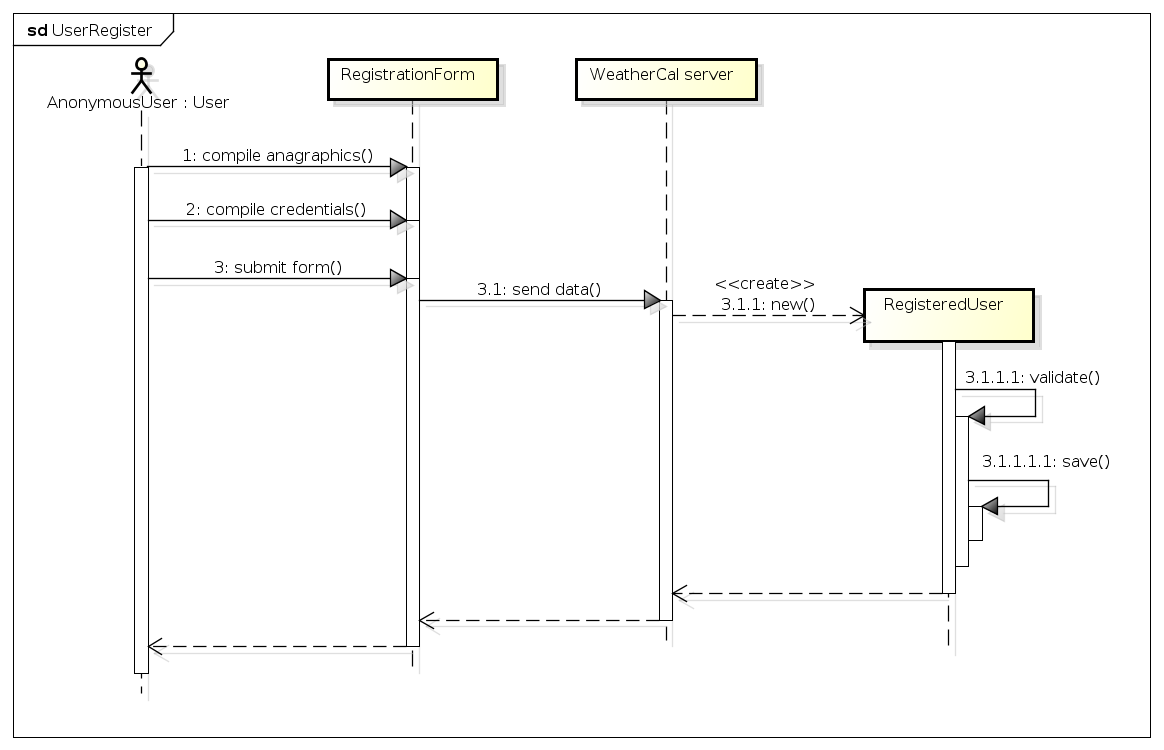 sd UserRegister
AnonymousUser : User
RegistrationForm
WeatherCal server
1: compile anagraphics()
2: compile credentials()
3: submit form()
3.1: send data()
<<create>>
3.1.1: new()
RegisteredUser
3.1.1.1: validate()
3.1.1.1.1: save()